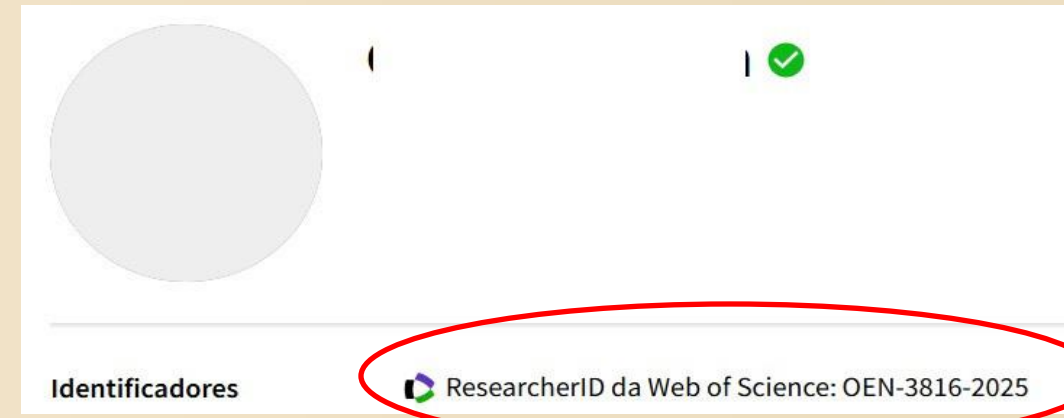 Identificadores
ResearcherID da Web of Science: OEN-3816-2025